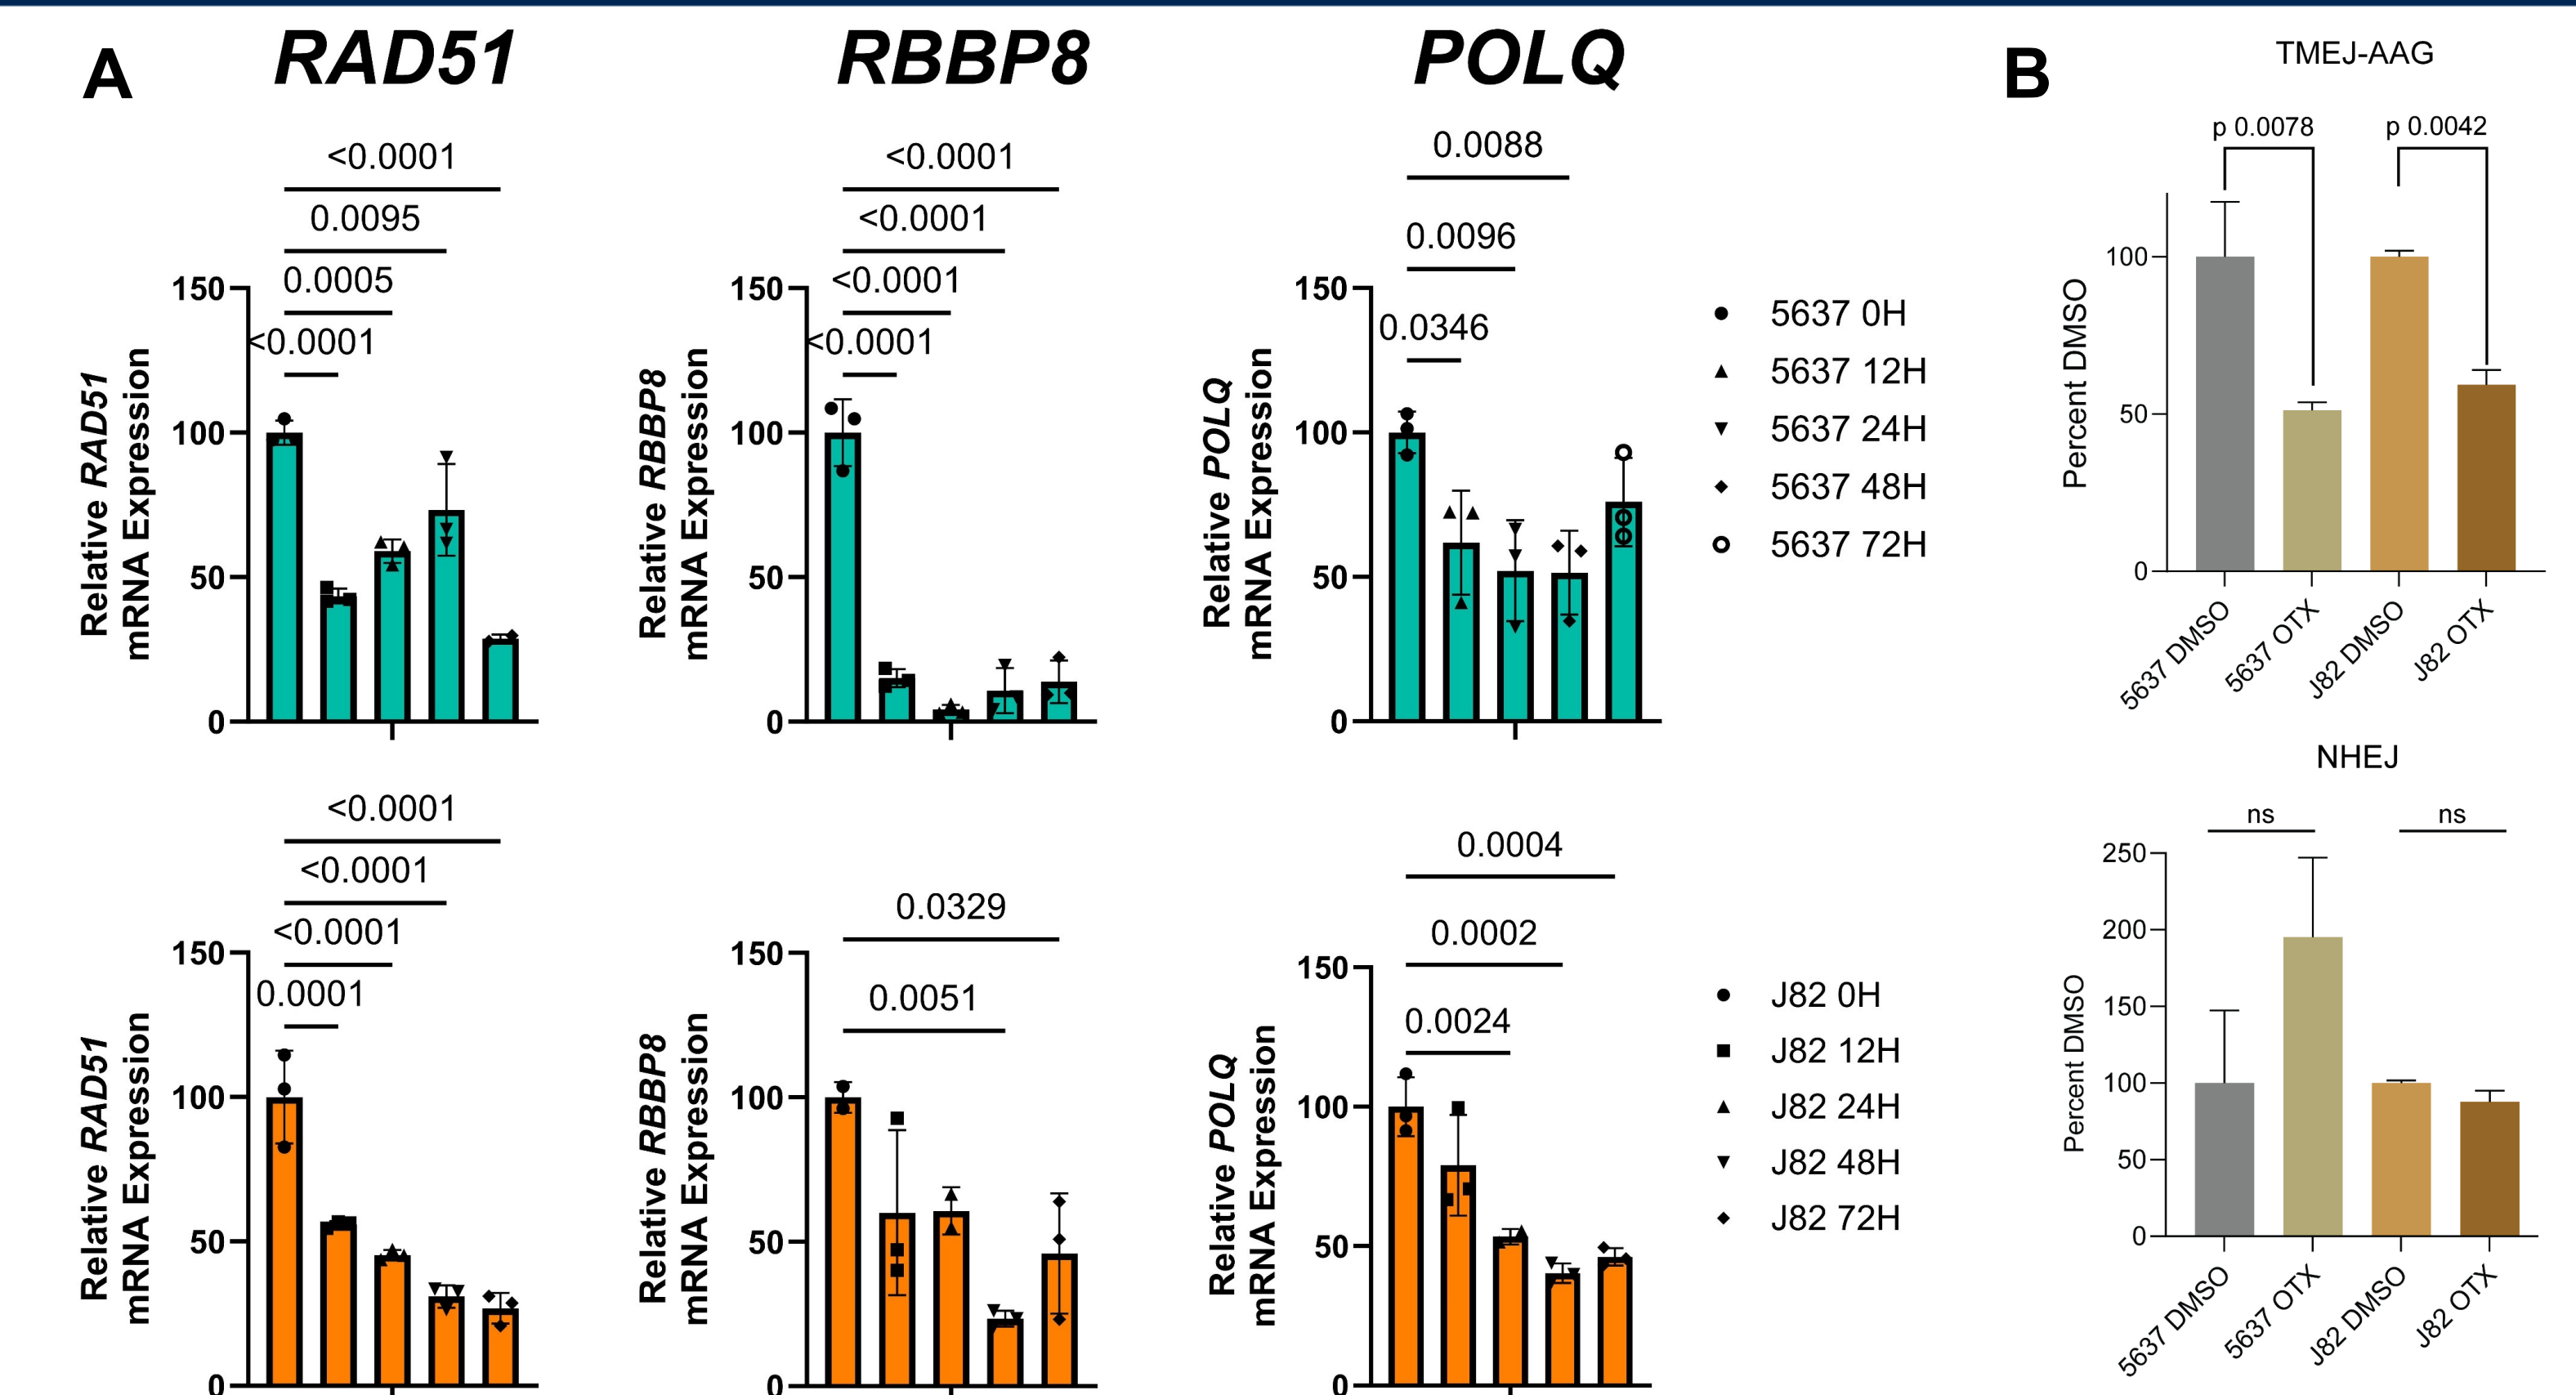 A
RAD51
RBBP8
POLQ
B
<0.0001
0.0095
0.0005
<0.0001
150
100
50
0
Relative RAD51
mRNA Expression
<0.0001
<0.0001
<0.0001
<0.0001
150
100
50
0
Relative RBBP8
mRNA Expression
0.0088
0.0096
0.0346
150
100
50
0
Relative POLQ
mRNA Expression
5637 0H
5637 12H
5637 24H
5637 48H
5637 72H
TMEJ-AAG
p 0.0078
p 0.0042
100
50
0
Percent DMSO
5637 DMSO
5637 OTX
J82 DMSO
J82 OTX
<0.0001
<0.0001
<0.0001
0.0001
150
100
50
0
Relative RAD51
mRNA Expression
0.0329
0.0051
150
100
50
0
Relative RBBP8
mRNA Expression
0.0004
0.0002
0.0024
150
100
50
0
Relative POLQ
mRNA Expression
J82 0H
J82 12H
J82 24H
J82 48H
J82 72H
NHEJ
ns
ns
250
200
150
100
50
0
Percent DMSO
5637 DMSO
5637 OTX
J82 DMSO
J82 OTX